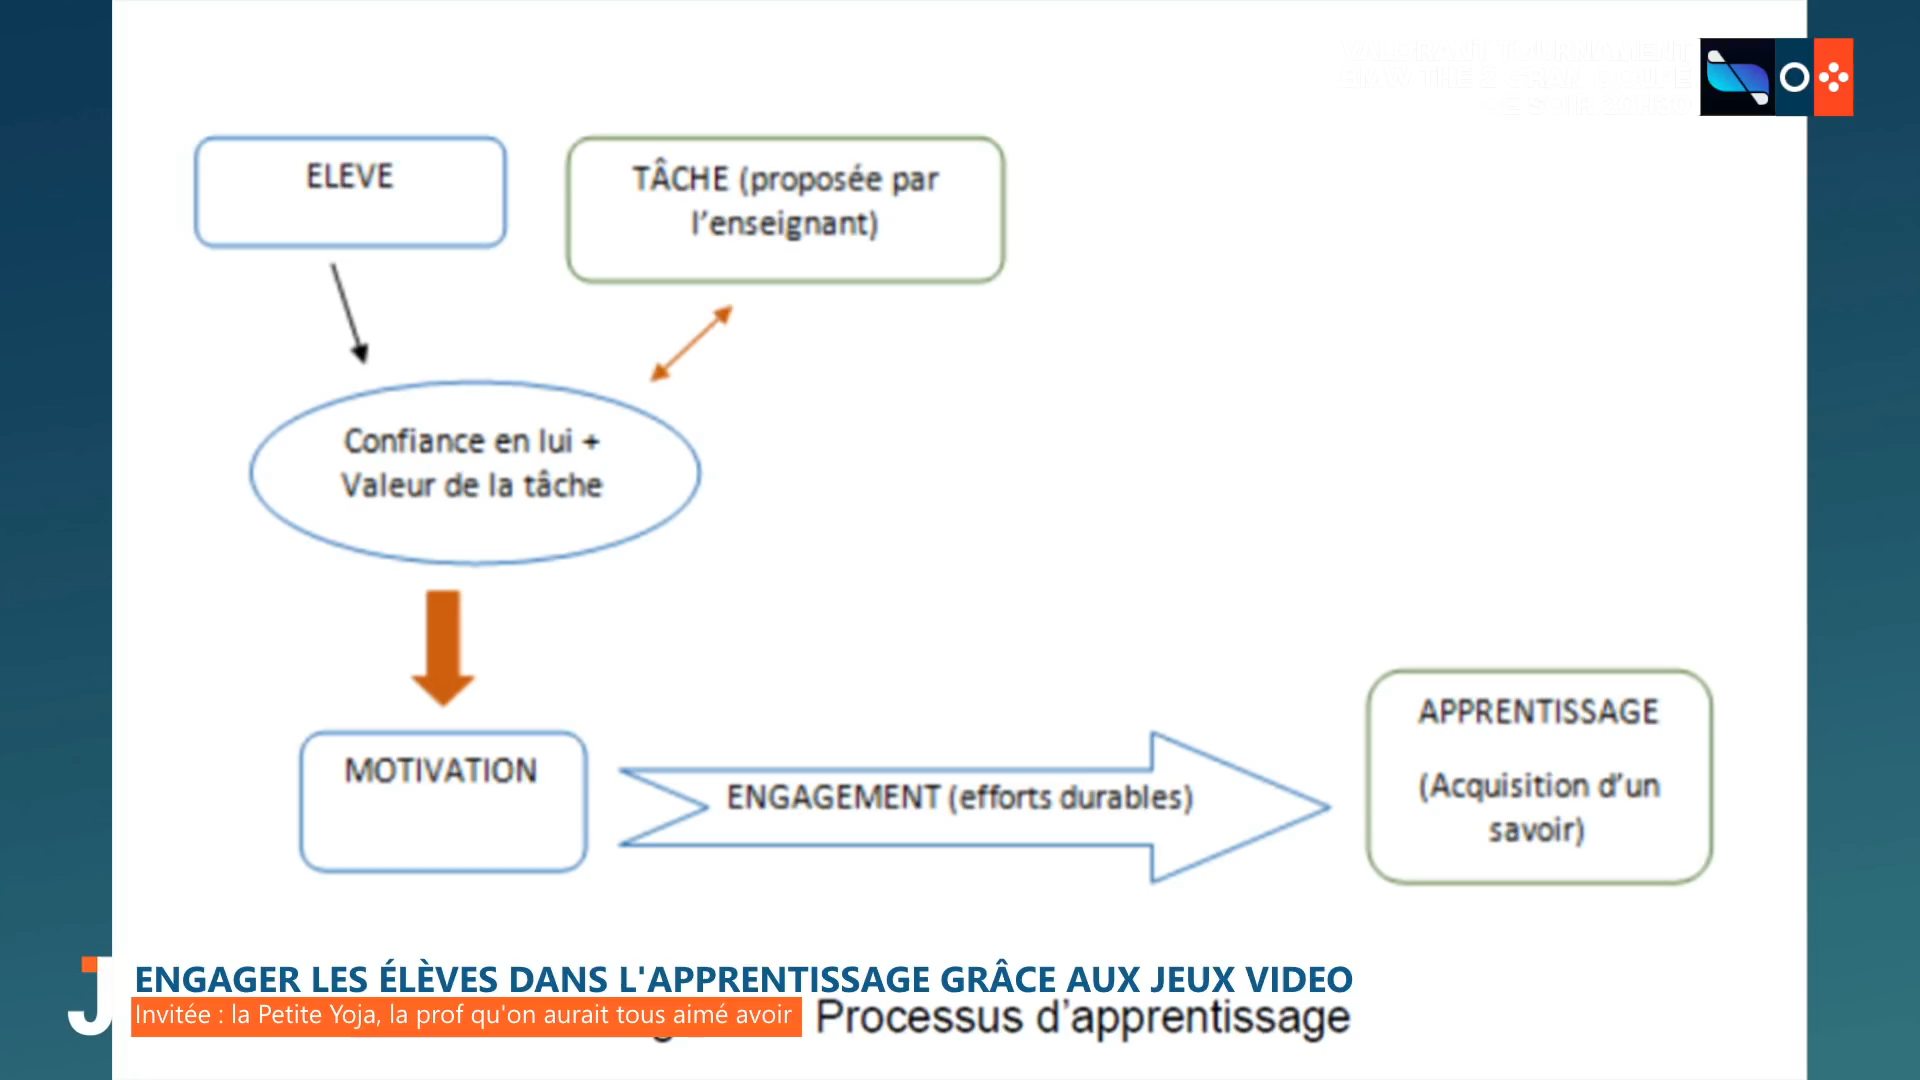 ELEVE
TÂCHE (proposée par
l'enseignant)
Confiance en lui +
Valeur de la tâche
MOTIVATION
ENGAGEMENT (efforts durables)
APPRENTISSAGE
(Acquisition d'un
savoir)
J
ENGAGER LES ÉLÈVES DANS L'APPRENTISSAGE GRÂCE AUX JEUX VIDEO
Invitée : la Petite Yoja, la prof qu'on aurait tous aimé avoir
Processus d'apprentissage